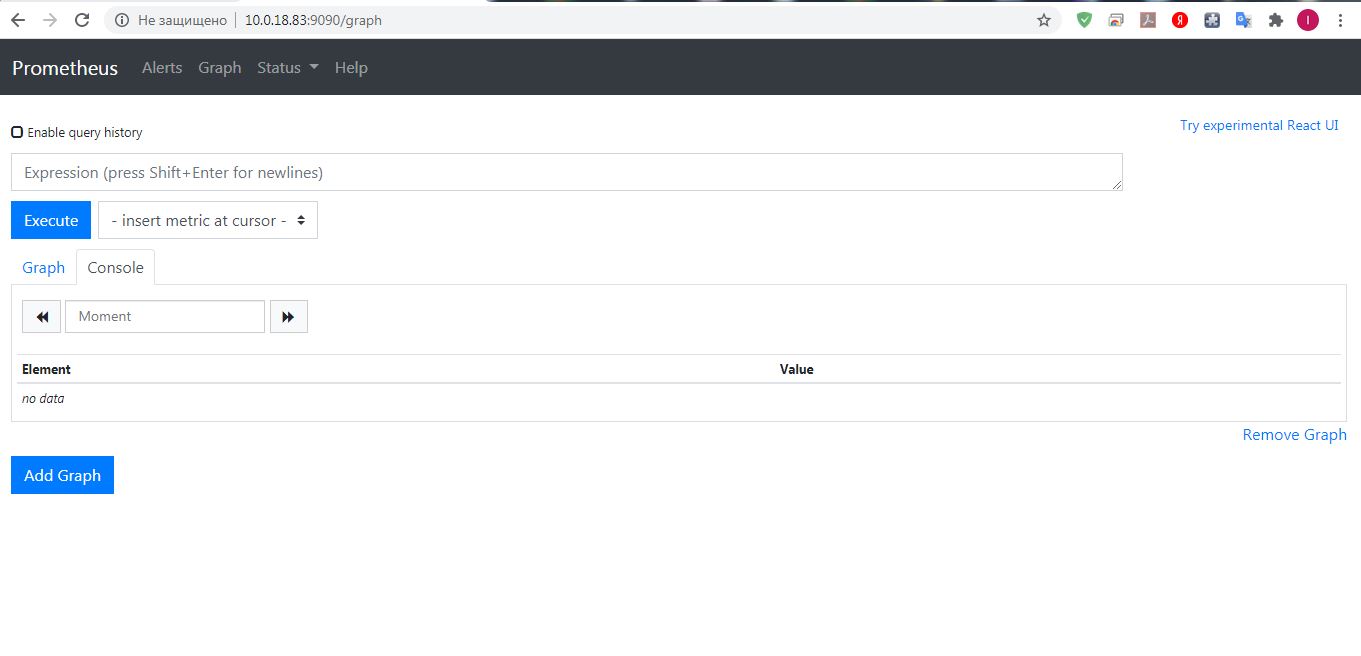 Не защищено 10.0.18.83:9090/graph
Prometheus Alerts Graph Status Help
Enable query history
Try experimental React UI
Expression (press Shift+Enter for newlines)
Execute - insert metric at cursor -
Graph Console
Moment
Element Value
no data
Remove Graph
Add Graph